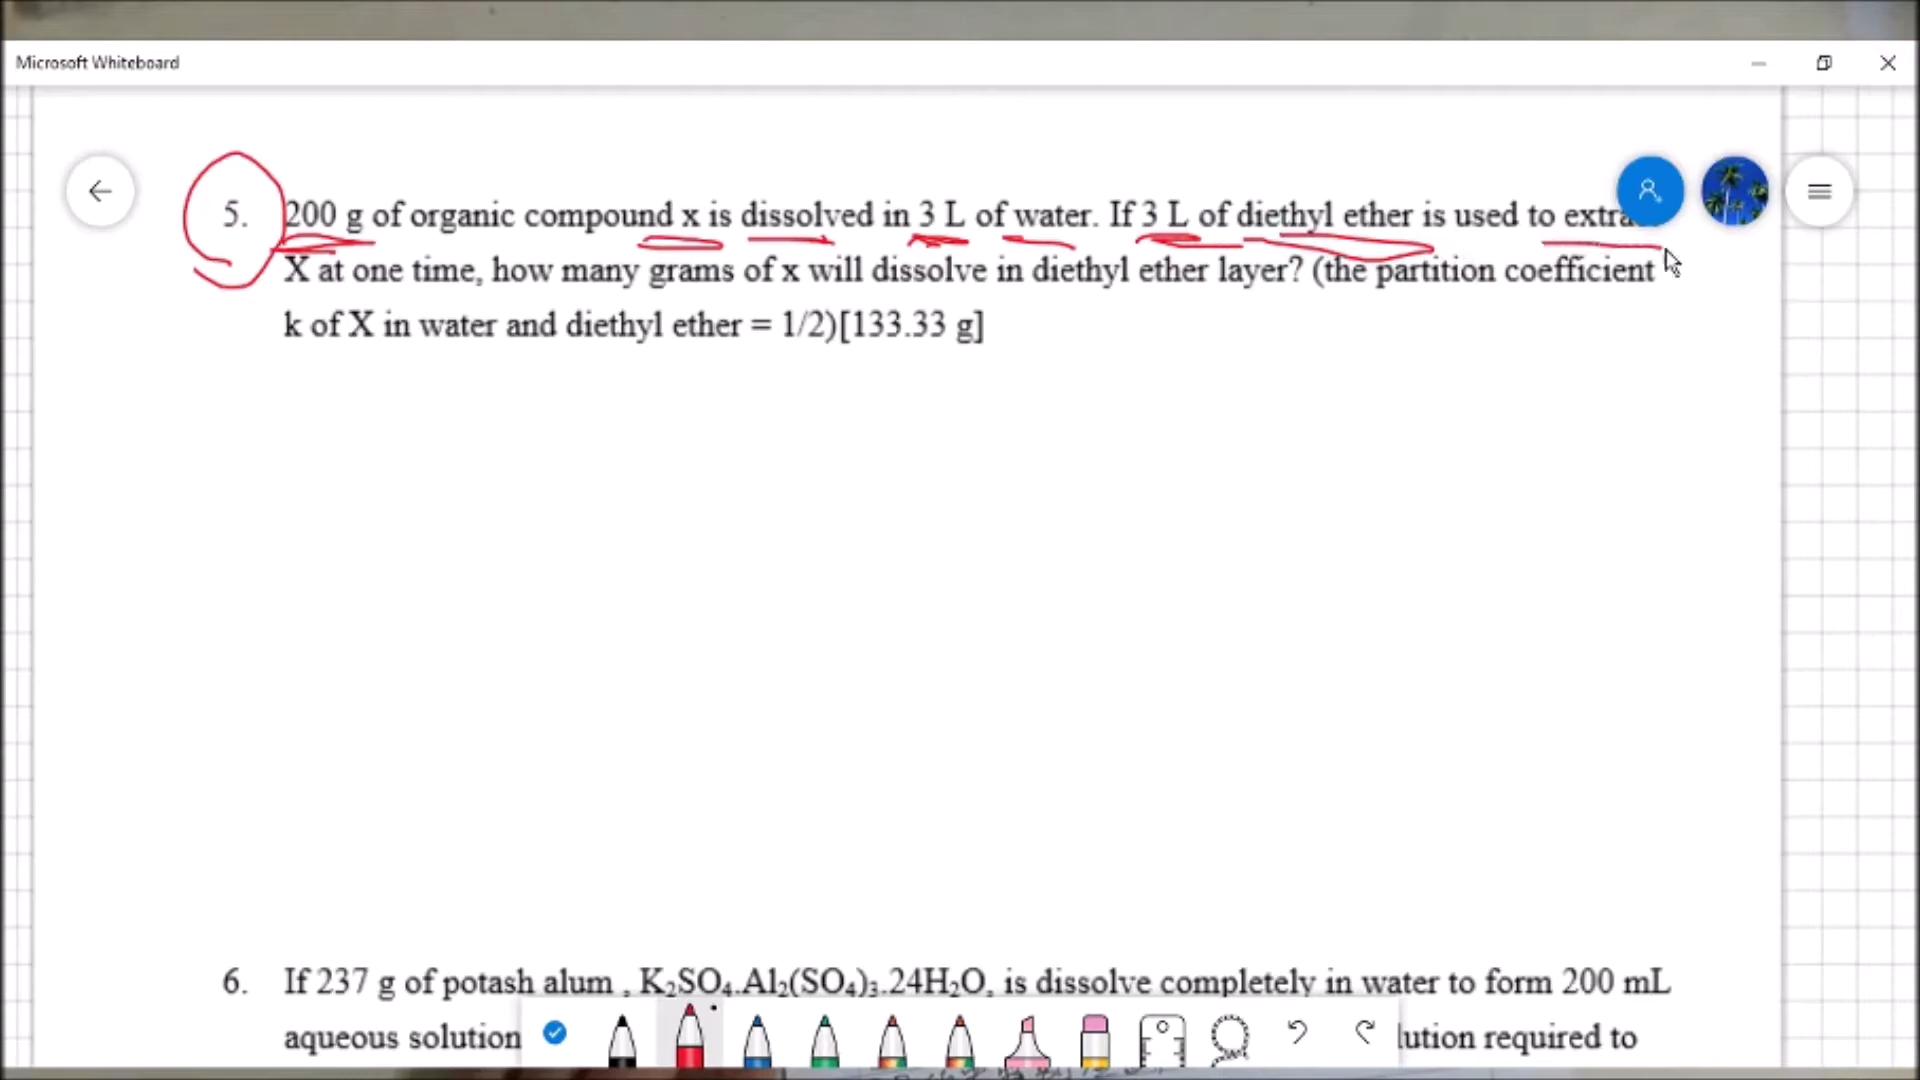 Microsoft Whiteboard
5. 200 g of organic compound x is dissolved in 3 L of water. If 3 L of diethyl ether is used to extra
X at one time, how many grams of x will dissolve in diethyl ether layer? (the partition coefficient
k of X in water and diethyl ether = 1/2)[133.33 g]
6. If 237 g of potash alum , K₂SO₄.Al₂(SO₄)₃.24H₂O, is dissolve completely in water to form 200 mL
aqueous solution lution required to